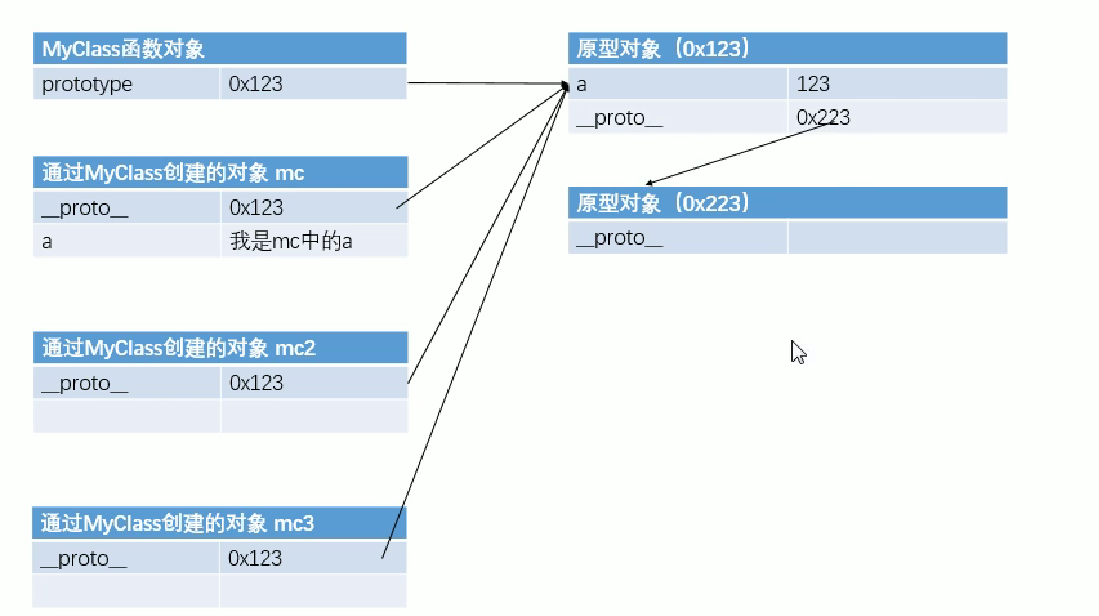 MyClass函数对象
prototype 0x123
通过MyClass创建的对象 mc
__proto__ 0x123
a 我是mc中的a
通过MyClass创建的对象 mc2
__proto__ 0x123
通过MyClass创建的对象 mc3
__proto__ 0x123
原型对象（0x123）
a 123
__proto__ 0x223
原型对象（0x223）
__proto__